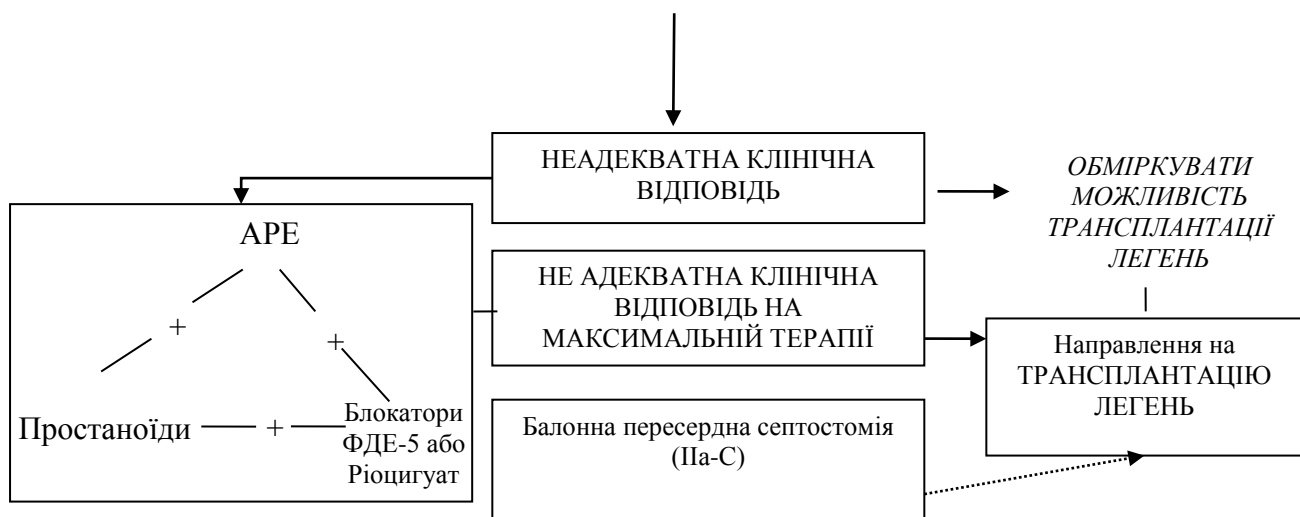 НЕАДЕКВАТНА КЛІНІЧНА
ВІДПОВІДЬ
ОБМІРКУВАТИ
МОЖЛИВІСТЬ
ТРАНСПЛАНТАЦІЇ
ЛЕГЕНЬ
АРЕ
+
+
Простаноїди
+
Блокатори
ФДЕ-5 або
Ріоцигуат
НЕ АДЕКВАТНА КЛІНІЧНА
ВІДПОВІДЬ НА
МАКСИМАЛЬНІЙ ТЕРАПІЇ
Направлення на
ТРАНСПЛАНТАЦІЮ
ЛЕГЕНЬ
Балонна пересердна септостомія
(ІІа-С)